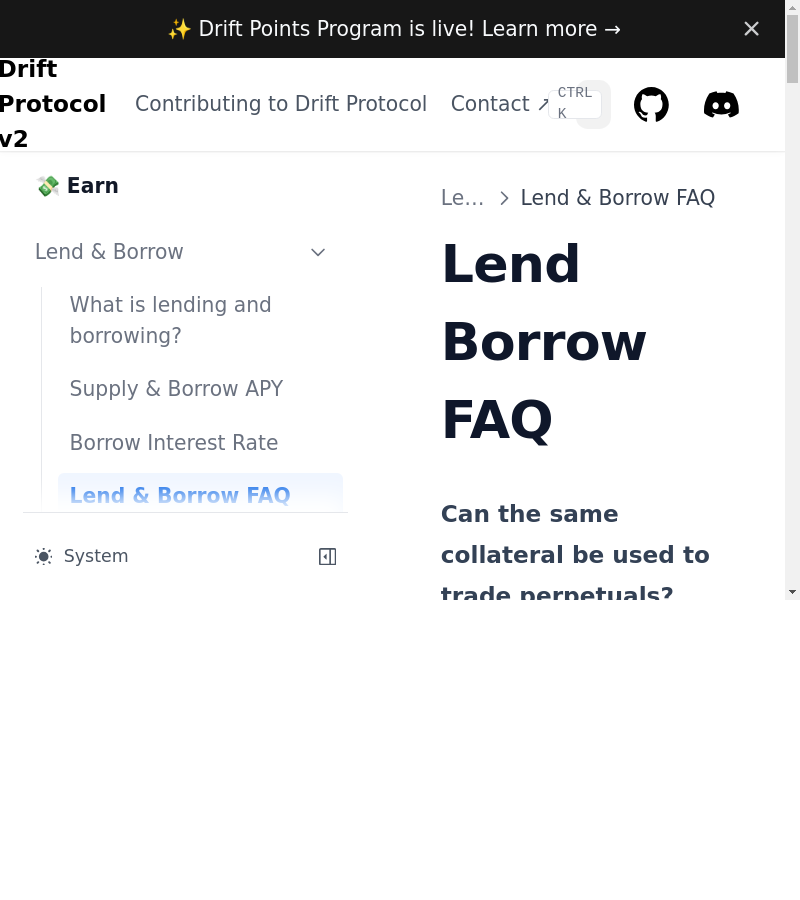 ✨ Drift Points Program is live! Learn more →
Drift
Protocol
v2
Contributing to Drift Protocol
Contact ↗
CTRL
K
💸 Earn
Lend & Borrow
What is lending and
borrowing?
Supply & Borrow APY
Borrow Interest Rate
Lend & Borrow FAQ
System
Le… > Lend & Borrow FAQ
Lend
Borrow
FAQ
Can the same
collateral be used to
trade perpetuals?